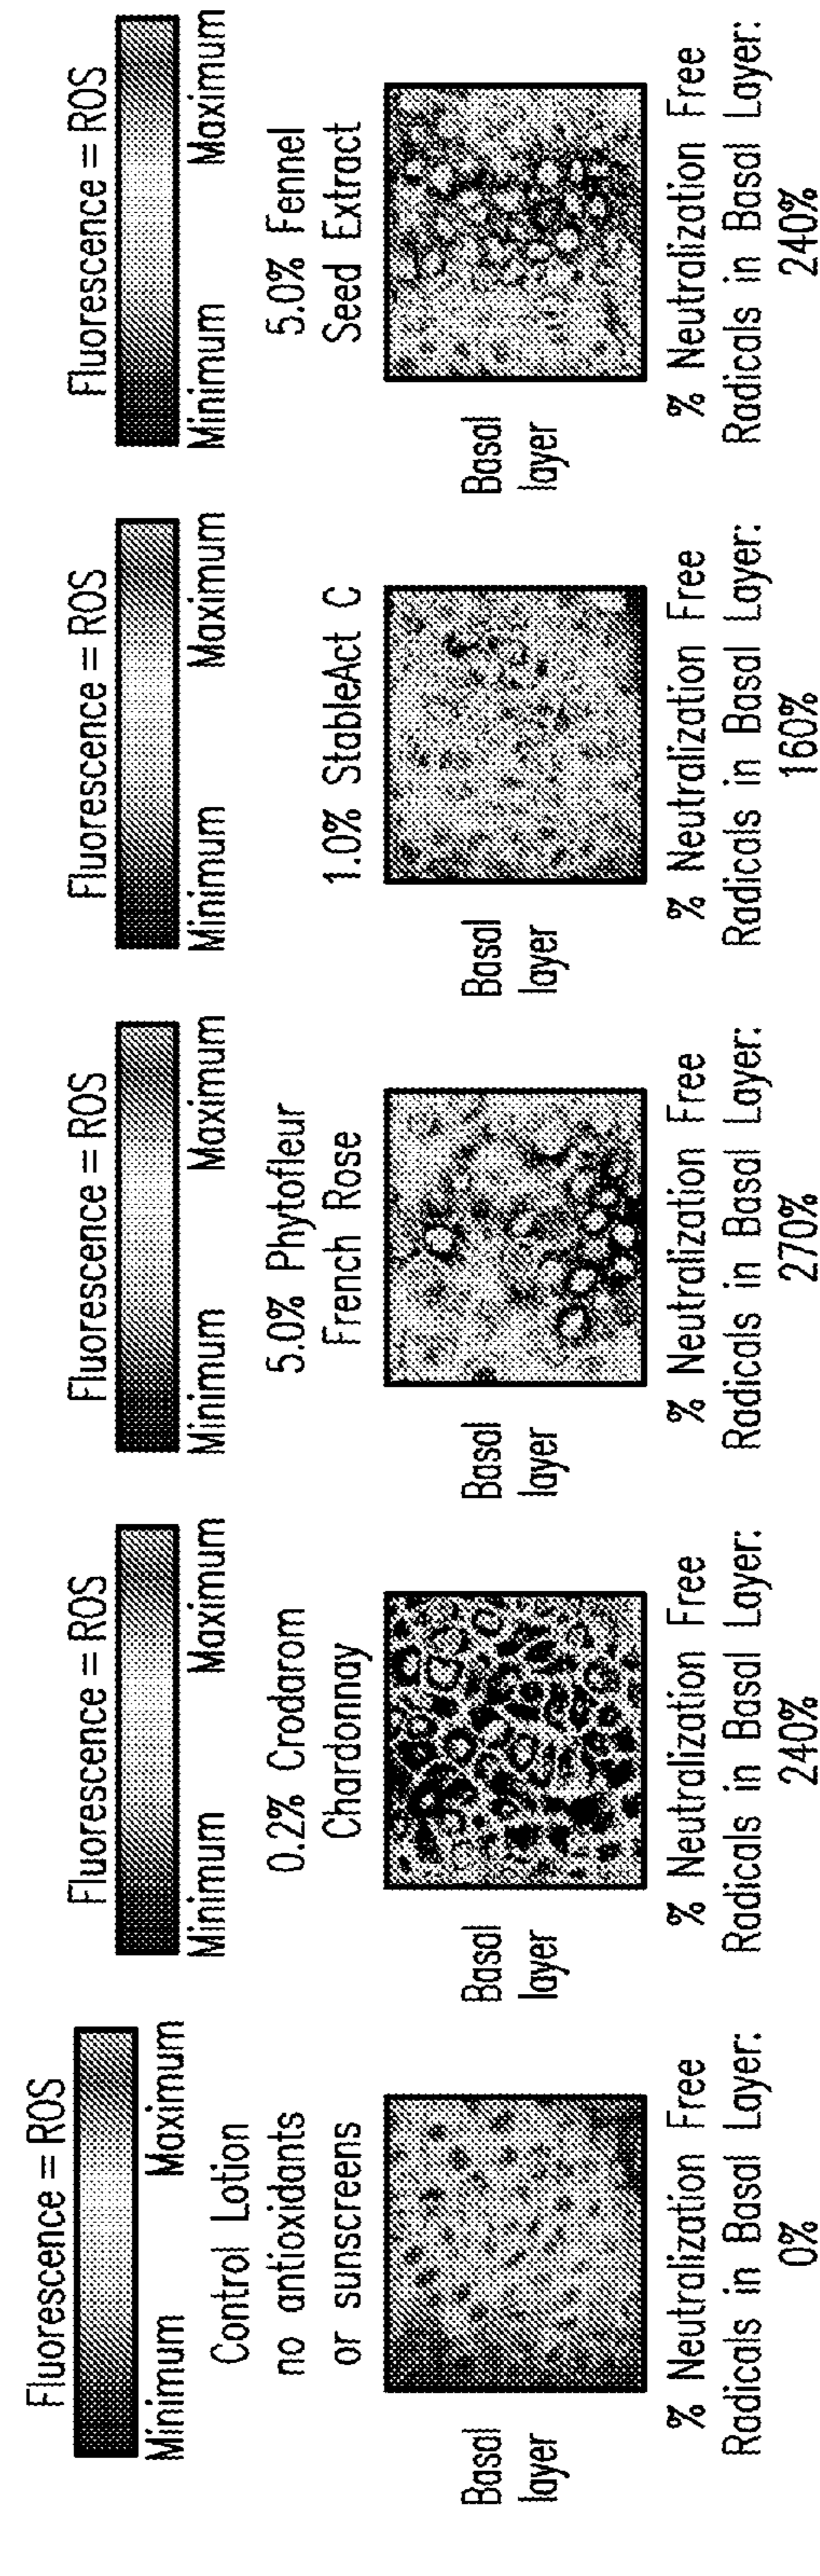 Fluorescence = ROS
Minimum Maximum
Control Lotion
no antioxidants
or sunscreens
Basal
layer
% Neutralization Free
Radicals in Basal Layer:
0%
Fluorescence = ROS
Minimum Maximum
0.2% Crodarom
Chardonnay
Basal
layer
% Neutralization Free
Radicals in Basal Layer:
240%
Fluorescence = ROS
Minimum Maximum
5.0% Phytofleur
French Rose
Basal
layer
% Neutralization Free
Radicals in Basal Layer:
270%
Fluorescence = ROS
Minimum Maximum
1.0% StableAct C
Basal
layer
% Neutralization Free
Radicals in Basal Layer:
160%
Fluorescence = ROS
Minimum Maximum
5.0% Fennel
Seed Extract
Basal
layer
% Neutralization Free
Radicals in Basal Layer:
240%